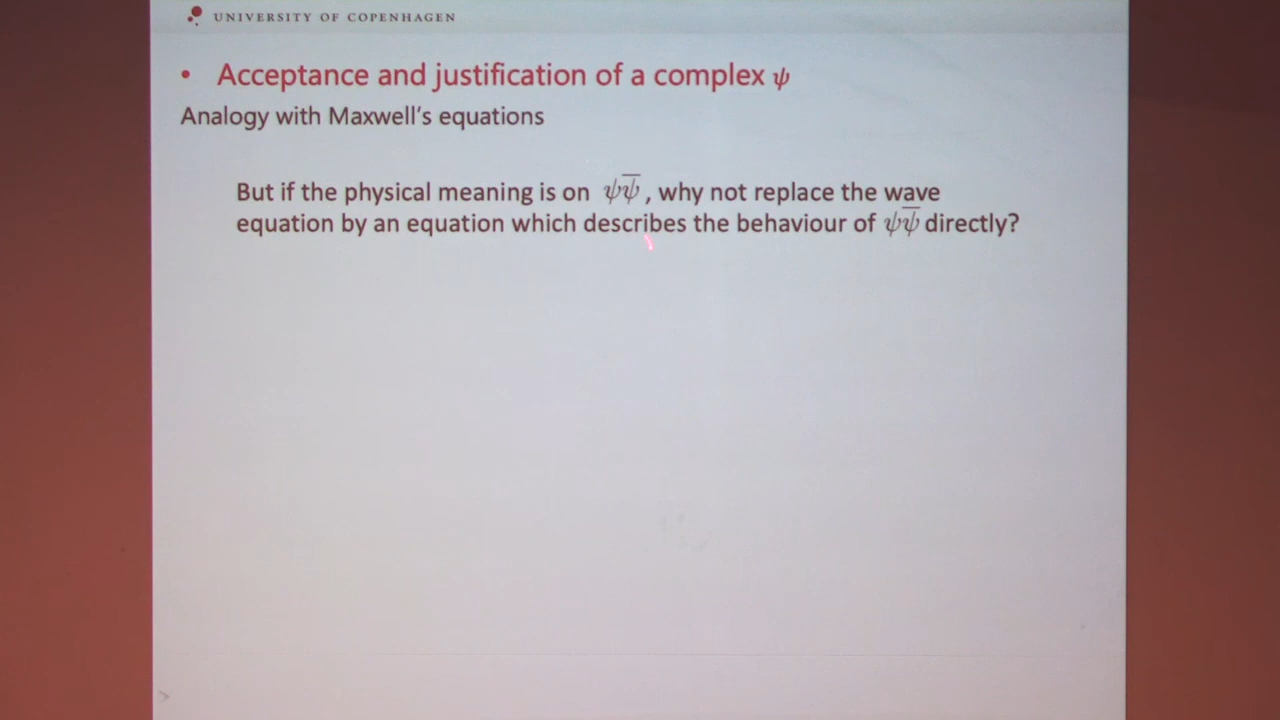 UNIVERSITY OF COPENHAGEN
• Acceptance and justification of a complex ψ
Analogy with Maxwell's equations
But if the physical meaning is on ψψ̅ , why not replace the wave
equation by an equation which describes the behaviour of ψψ̅ directly?